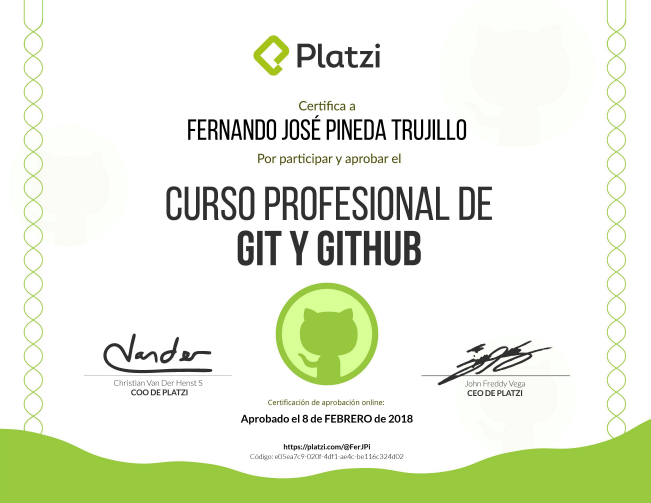 Platzi
Certifica a
FERNANDO JOSÉ PINEDA TRUJILLO
Por participar y aprobar el
CURSO PROFESIONAL DE
GIT Y GITHUB
Vander
Christian Van Der Henst S
COO DE PLATZI
John Freddy Vega
CEO DE PLATZI
Certificación de aprobación online:
Aprobado el 8 de FEBRERO de 2018
https://platzi.com/@FerJPi
Código: e05ea7c9-020f-4df1-ae4c-be116c324d02